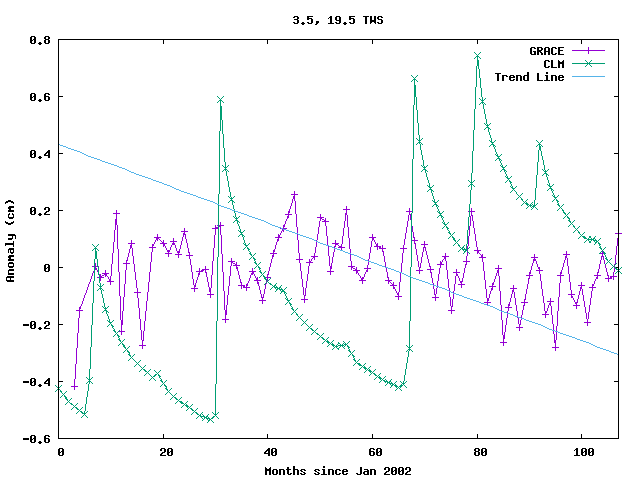 3.5, 19.5 TWS
0.8
GRACE
CLM
Trend Line
0.6
0.4
0.2
0
-0.2
-0.4
-0.6
Anomaly (cm)
0 20 40 60 80 100
Months since Jan 2002